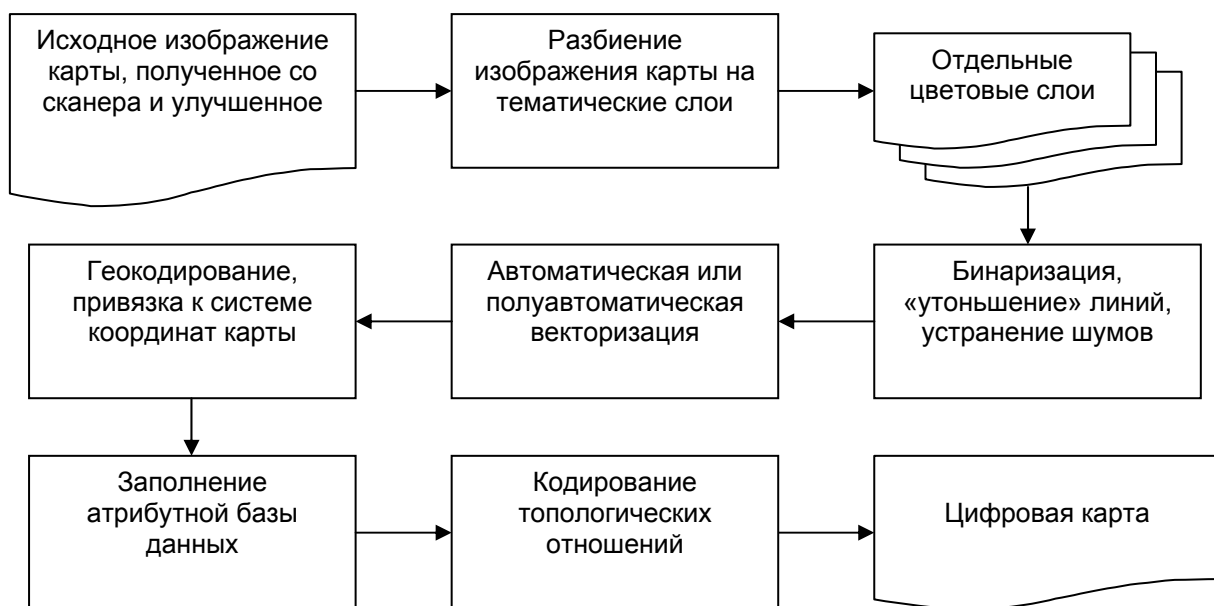 Исходное изображение
карты, полученное со
сканера и улучшенное
Разбиение
изображения карты на
тематические слои
Отдельные
цветовые слои
Бинаризация,
«утоньшение» линий,
устранение шумов
Автоматическая или
полуавтоматическая
векторизация
Геокодирование,
привязка к системе
координат карты
Заполнение
атрибутной базы
данных
Кодирование
топологических
отношений
Цифровая карта